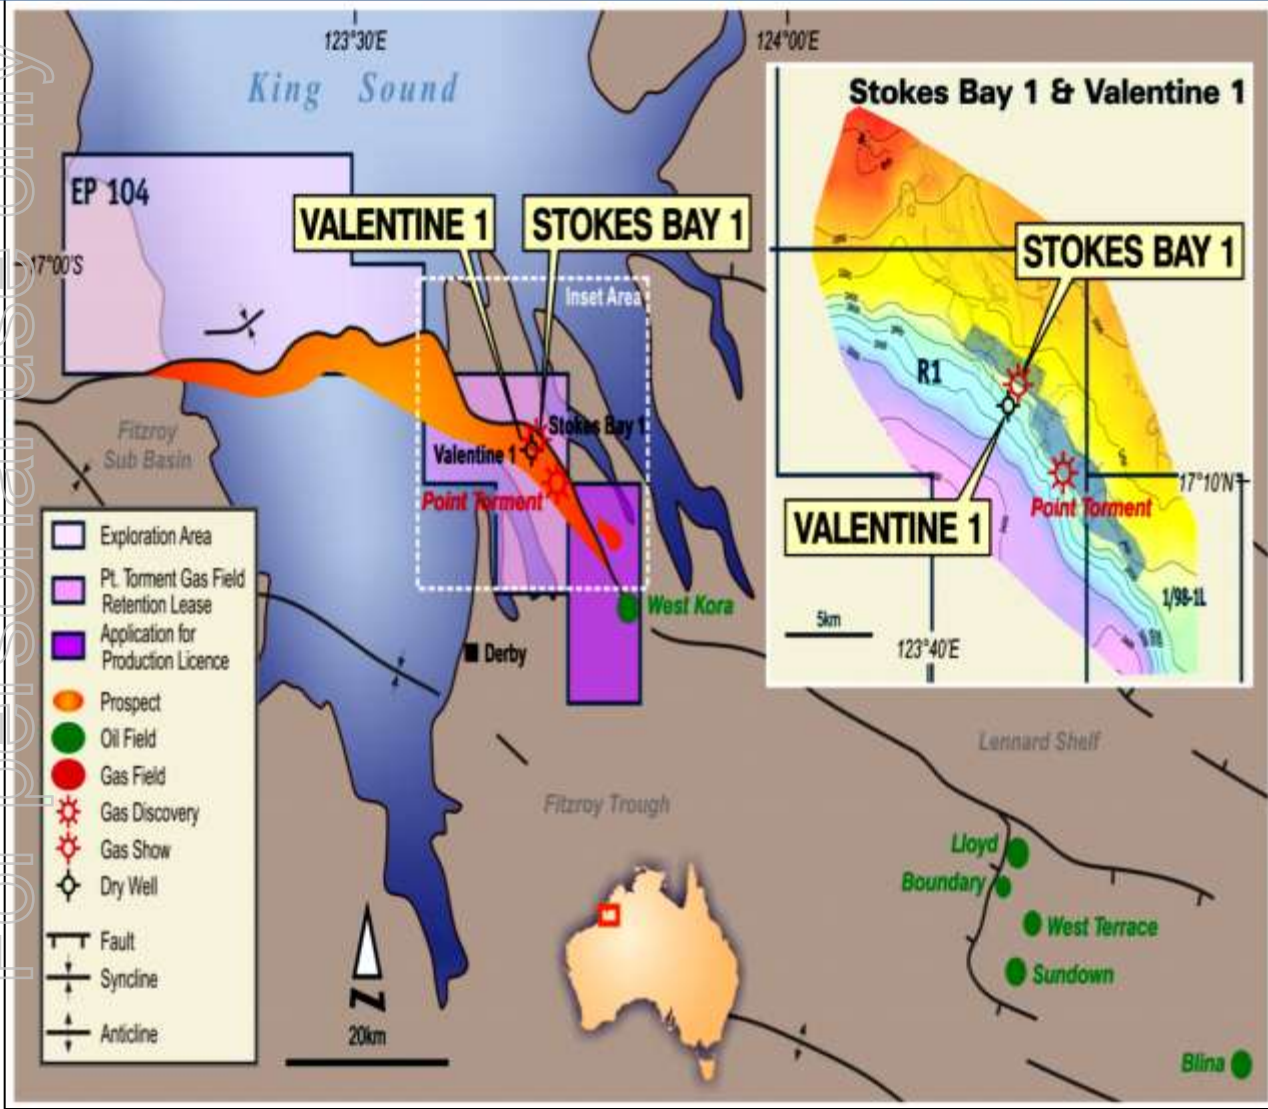 For personal use only
123°30'E
124°00'E
King Sound
EP 104
17°00'S
VALENTINE 1
STOKES BAY 1
Inset Area
Stokes Bay 1
Valentine 1
Point Torment
West Kora
Derby
Fitzroy
Sub Basin
Fitzroy Trough
Lennard Shelf
Lloyd
Boundary
West Terrace
Sundown
Blina
Stokes Bay 1 & Valentine 1
STOKES BAY 1
R1
VALENTINE 1
Point Torment
17°10'N
1/98-1L
5km
123°40'E
Exploration Area
Pt. Torment Gas Field
Retention Lease
Application for
Production Licence
Prospect
Oil Field
Gas Field
Gas Discovery
Gas Show
Dry Well
Fault
Syncline
Anticline
N
20km